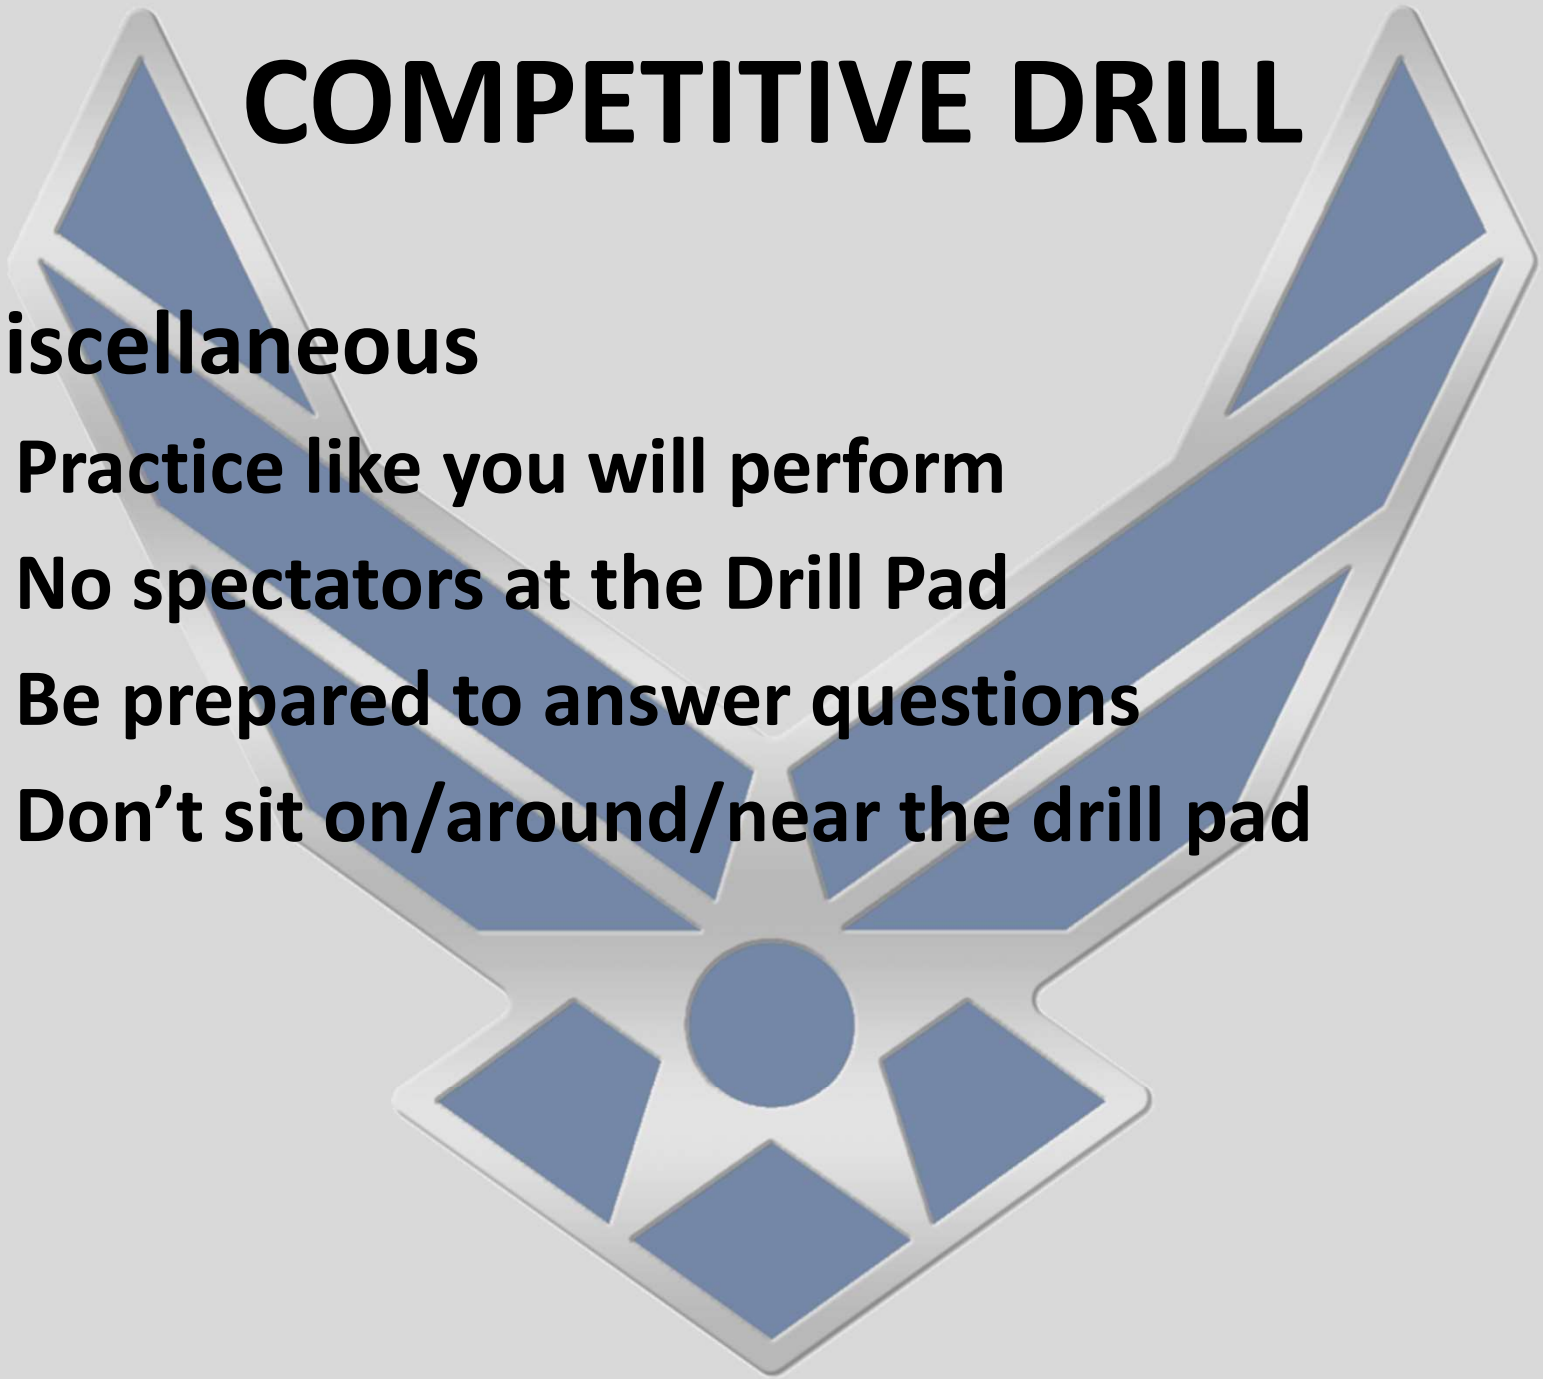 COMPETITIVE DRILL
iscellaneous
Practice like you will perform
No spectators at the Drill Pad
Be prepared to answer questions
Don’t sit on/around/near the drill pad